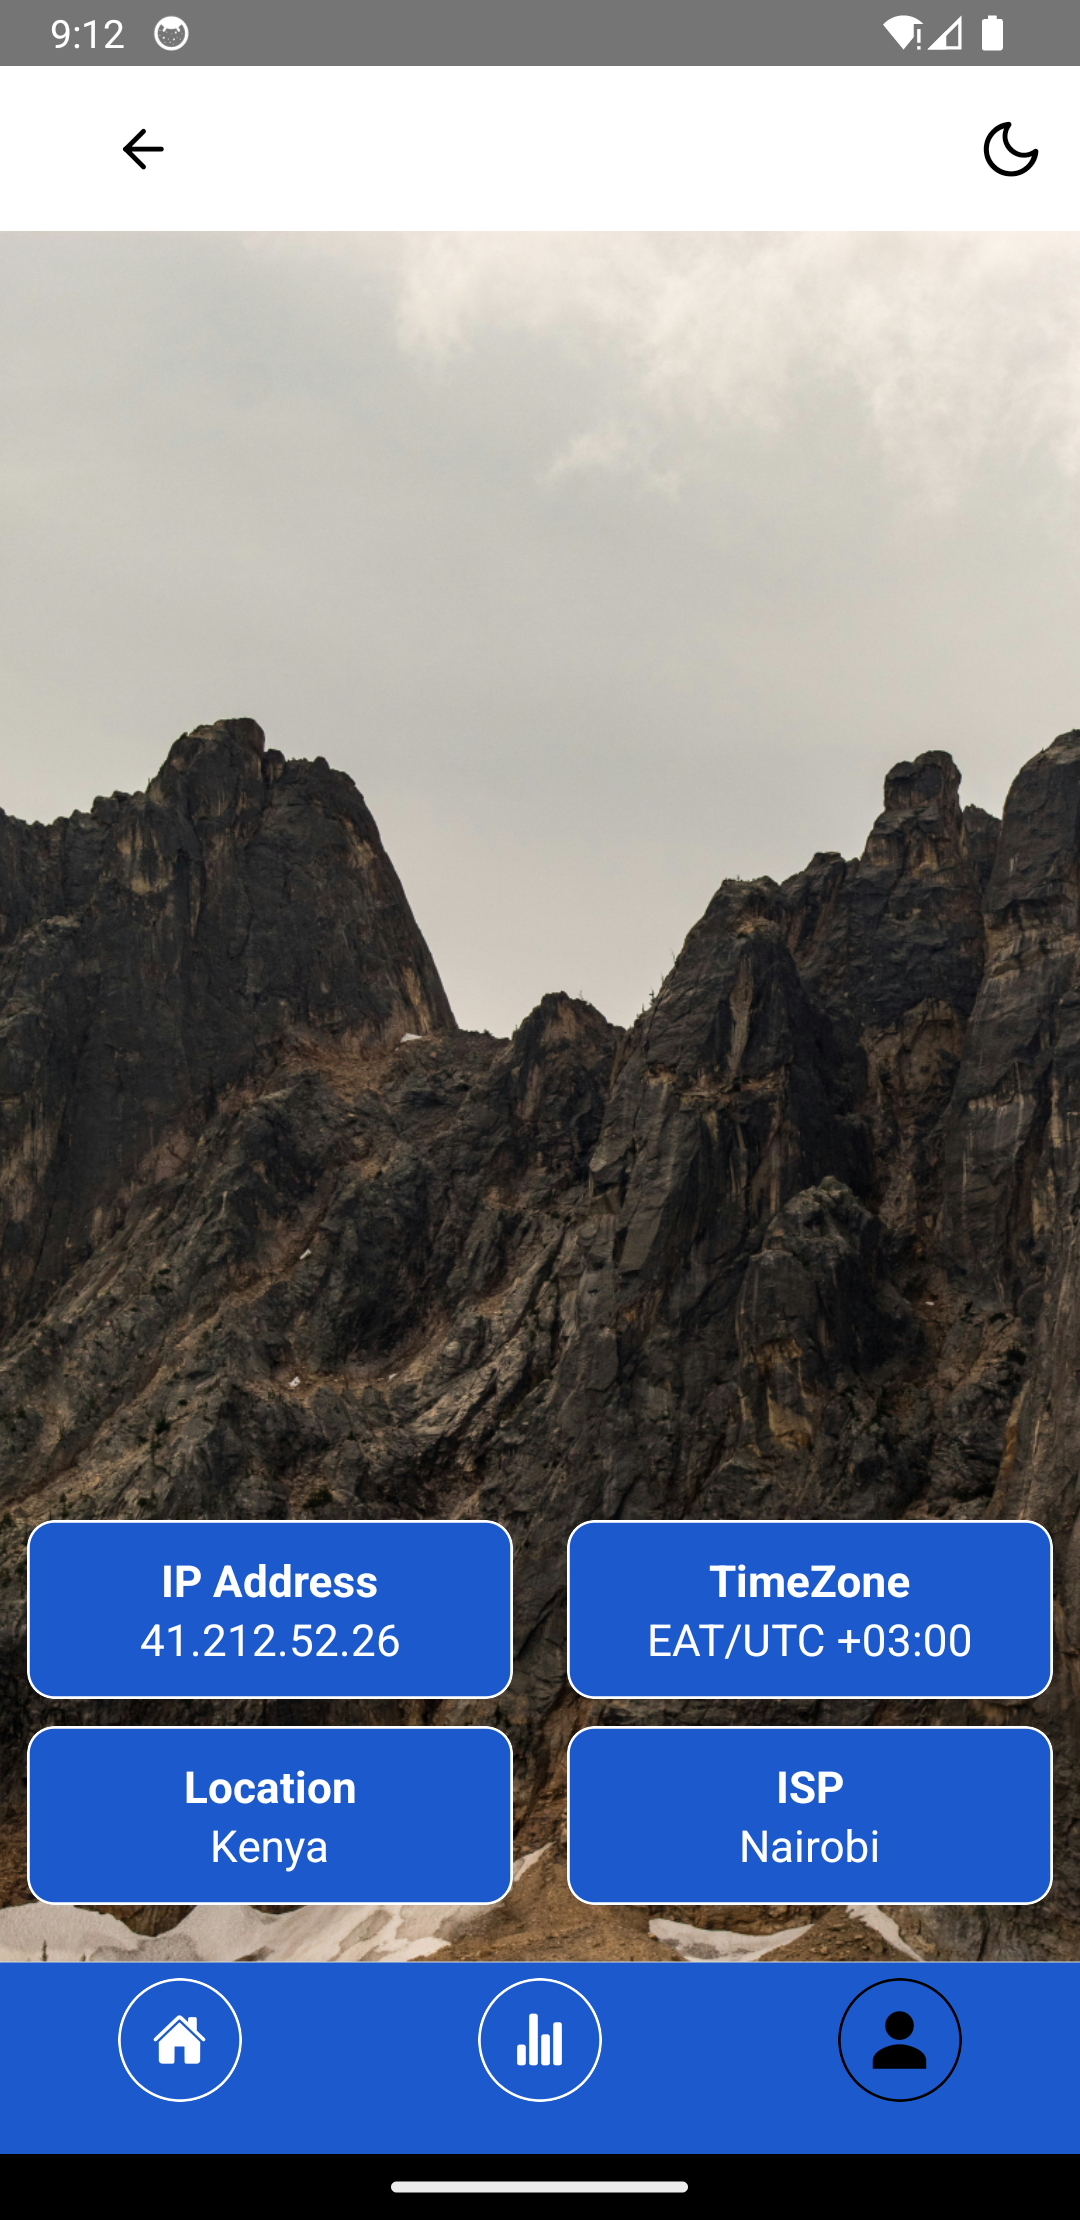 9:12
IP Address
41.212.52.26
TimeZone
EAT/UTC +03:00
Location
Kenya
ISP
Nairobi